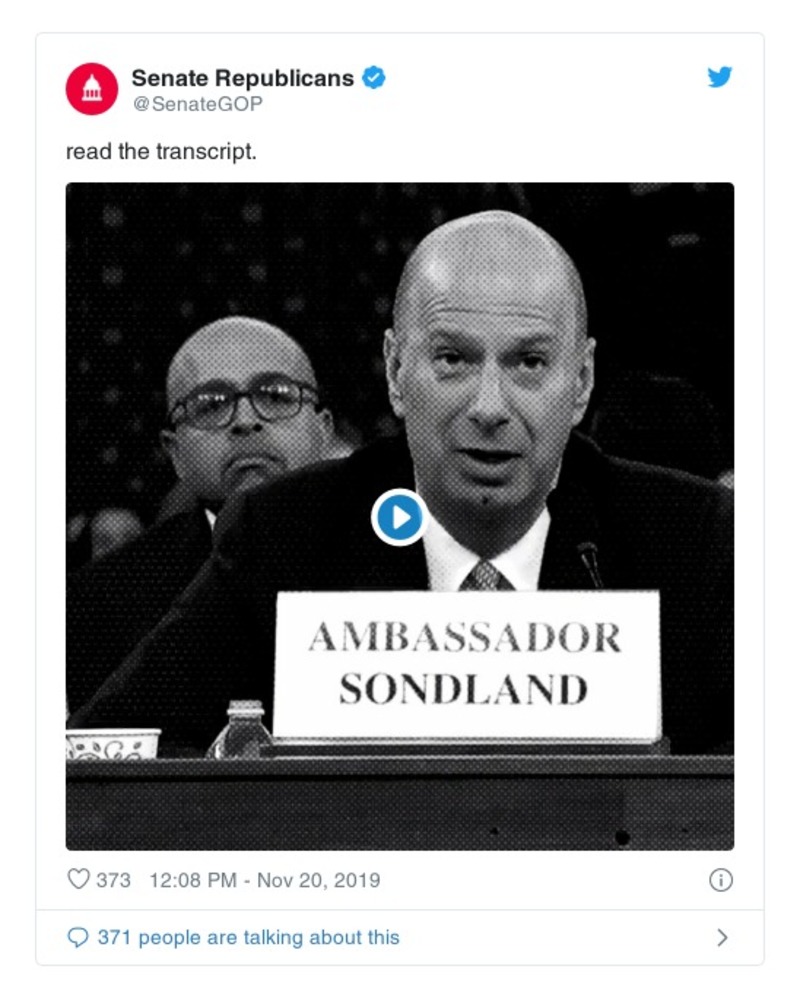 Senate Republicans
@SenateGOP
read the transcript.
AMBASSADOR
SONDLAND
373 12:08 PM - Nov 20, 2019
371 people are talking about this